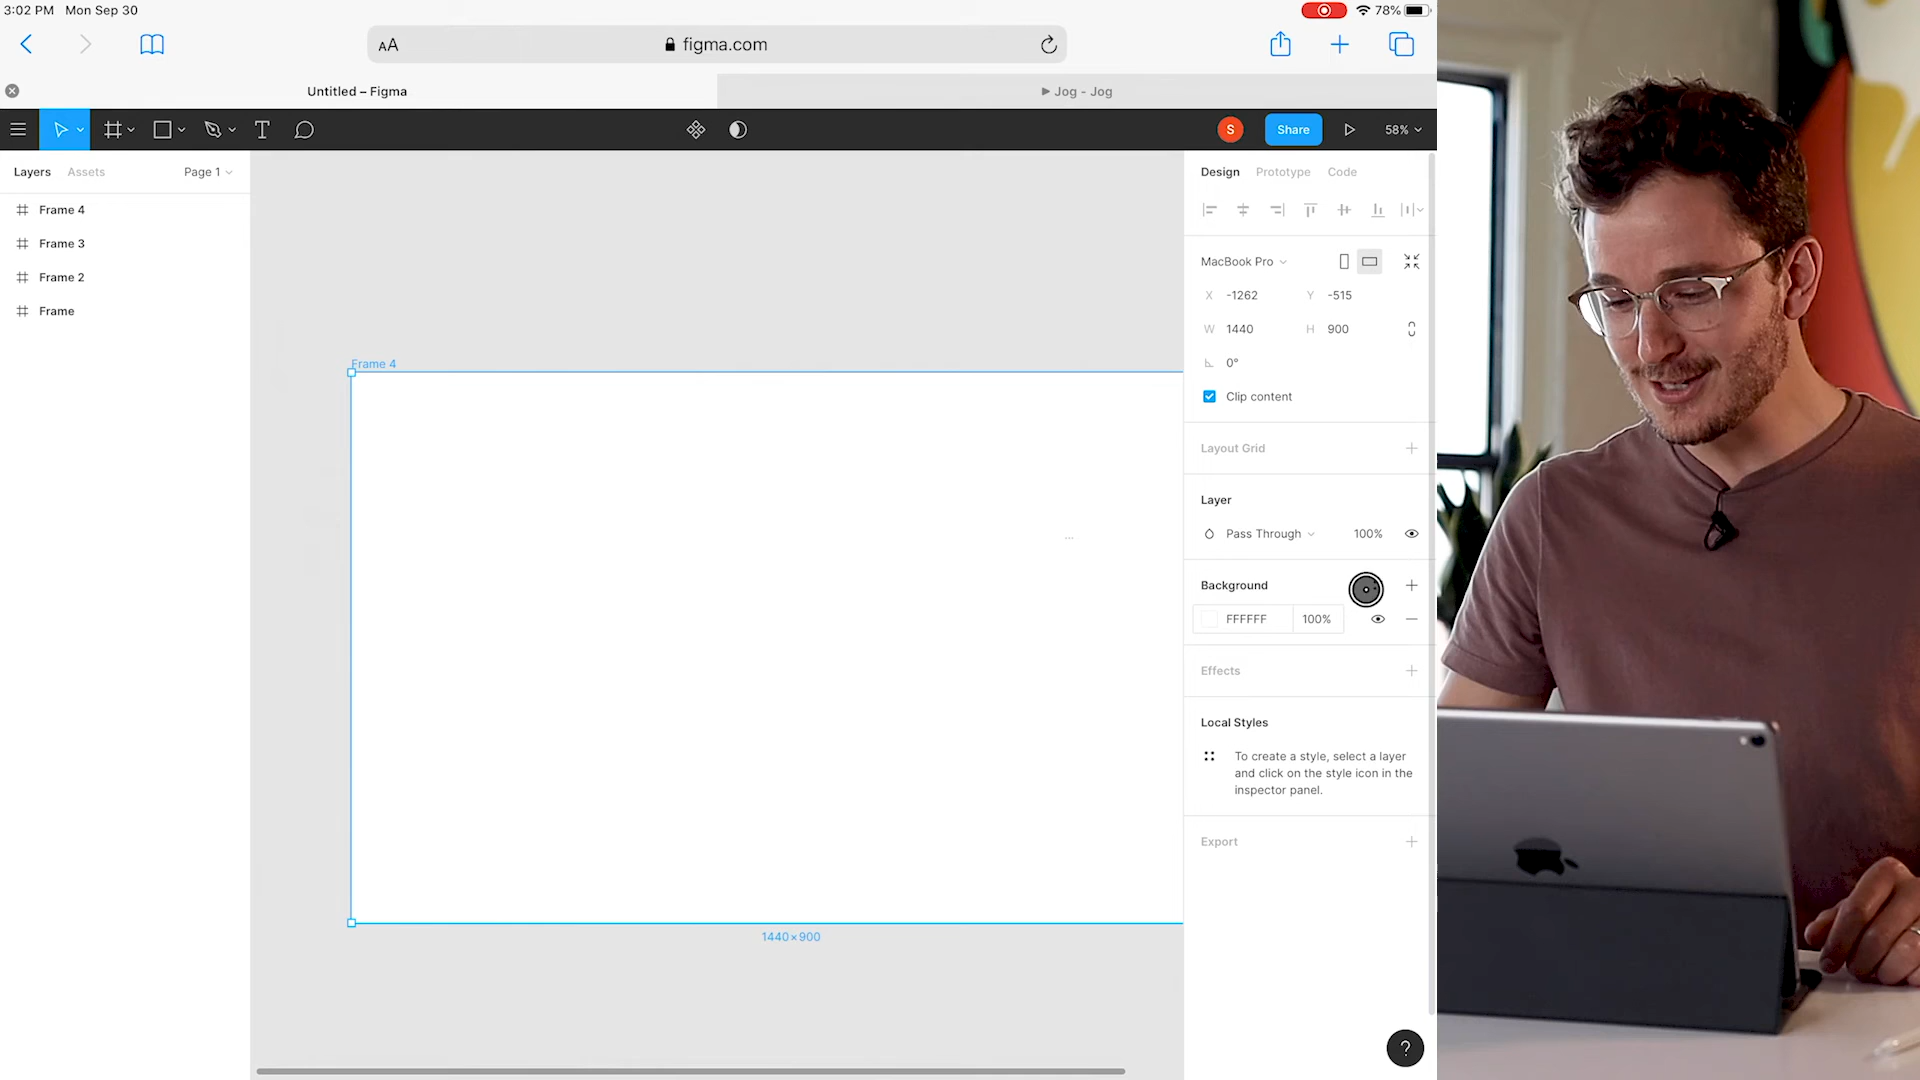 3:02 PM Mon Sep 30
78%
AA
figma.com
Untitled – Figma
▶ Jog - Jog
S
Share
58%
Layers
Assets
Page 1
Design
Prototype
Code
Frame 4
Frame 3
Frame 2
Frame
MacBook Pro
X -1262
Y -515
W 1440
H 900
0°
Clip content
Frame 4
Layout Grid
Layer
Pass Through
100%
Background
FFFFFF
100%
Effects
Local Styles
To create a style, select a layer
and click on the style icon in the
inspector panel.
Export
1440×900
?